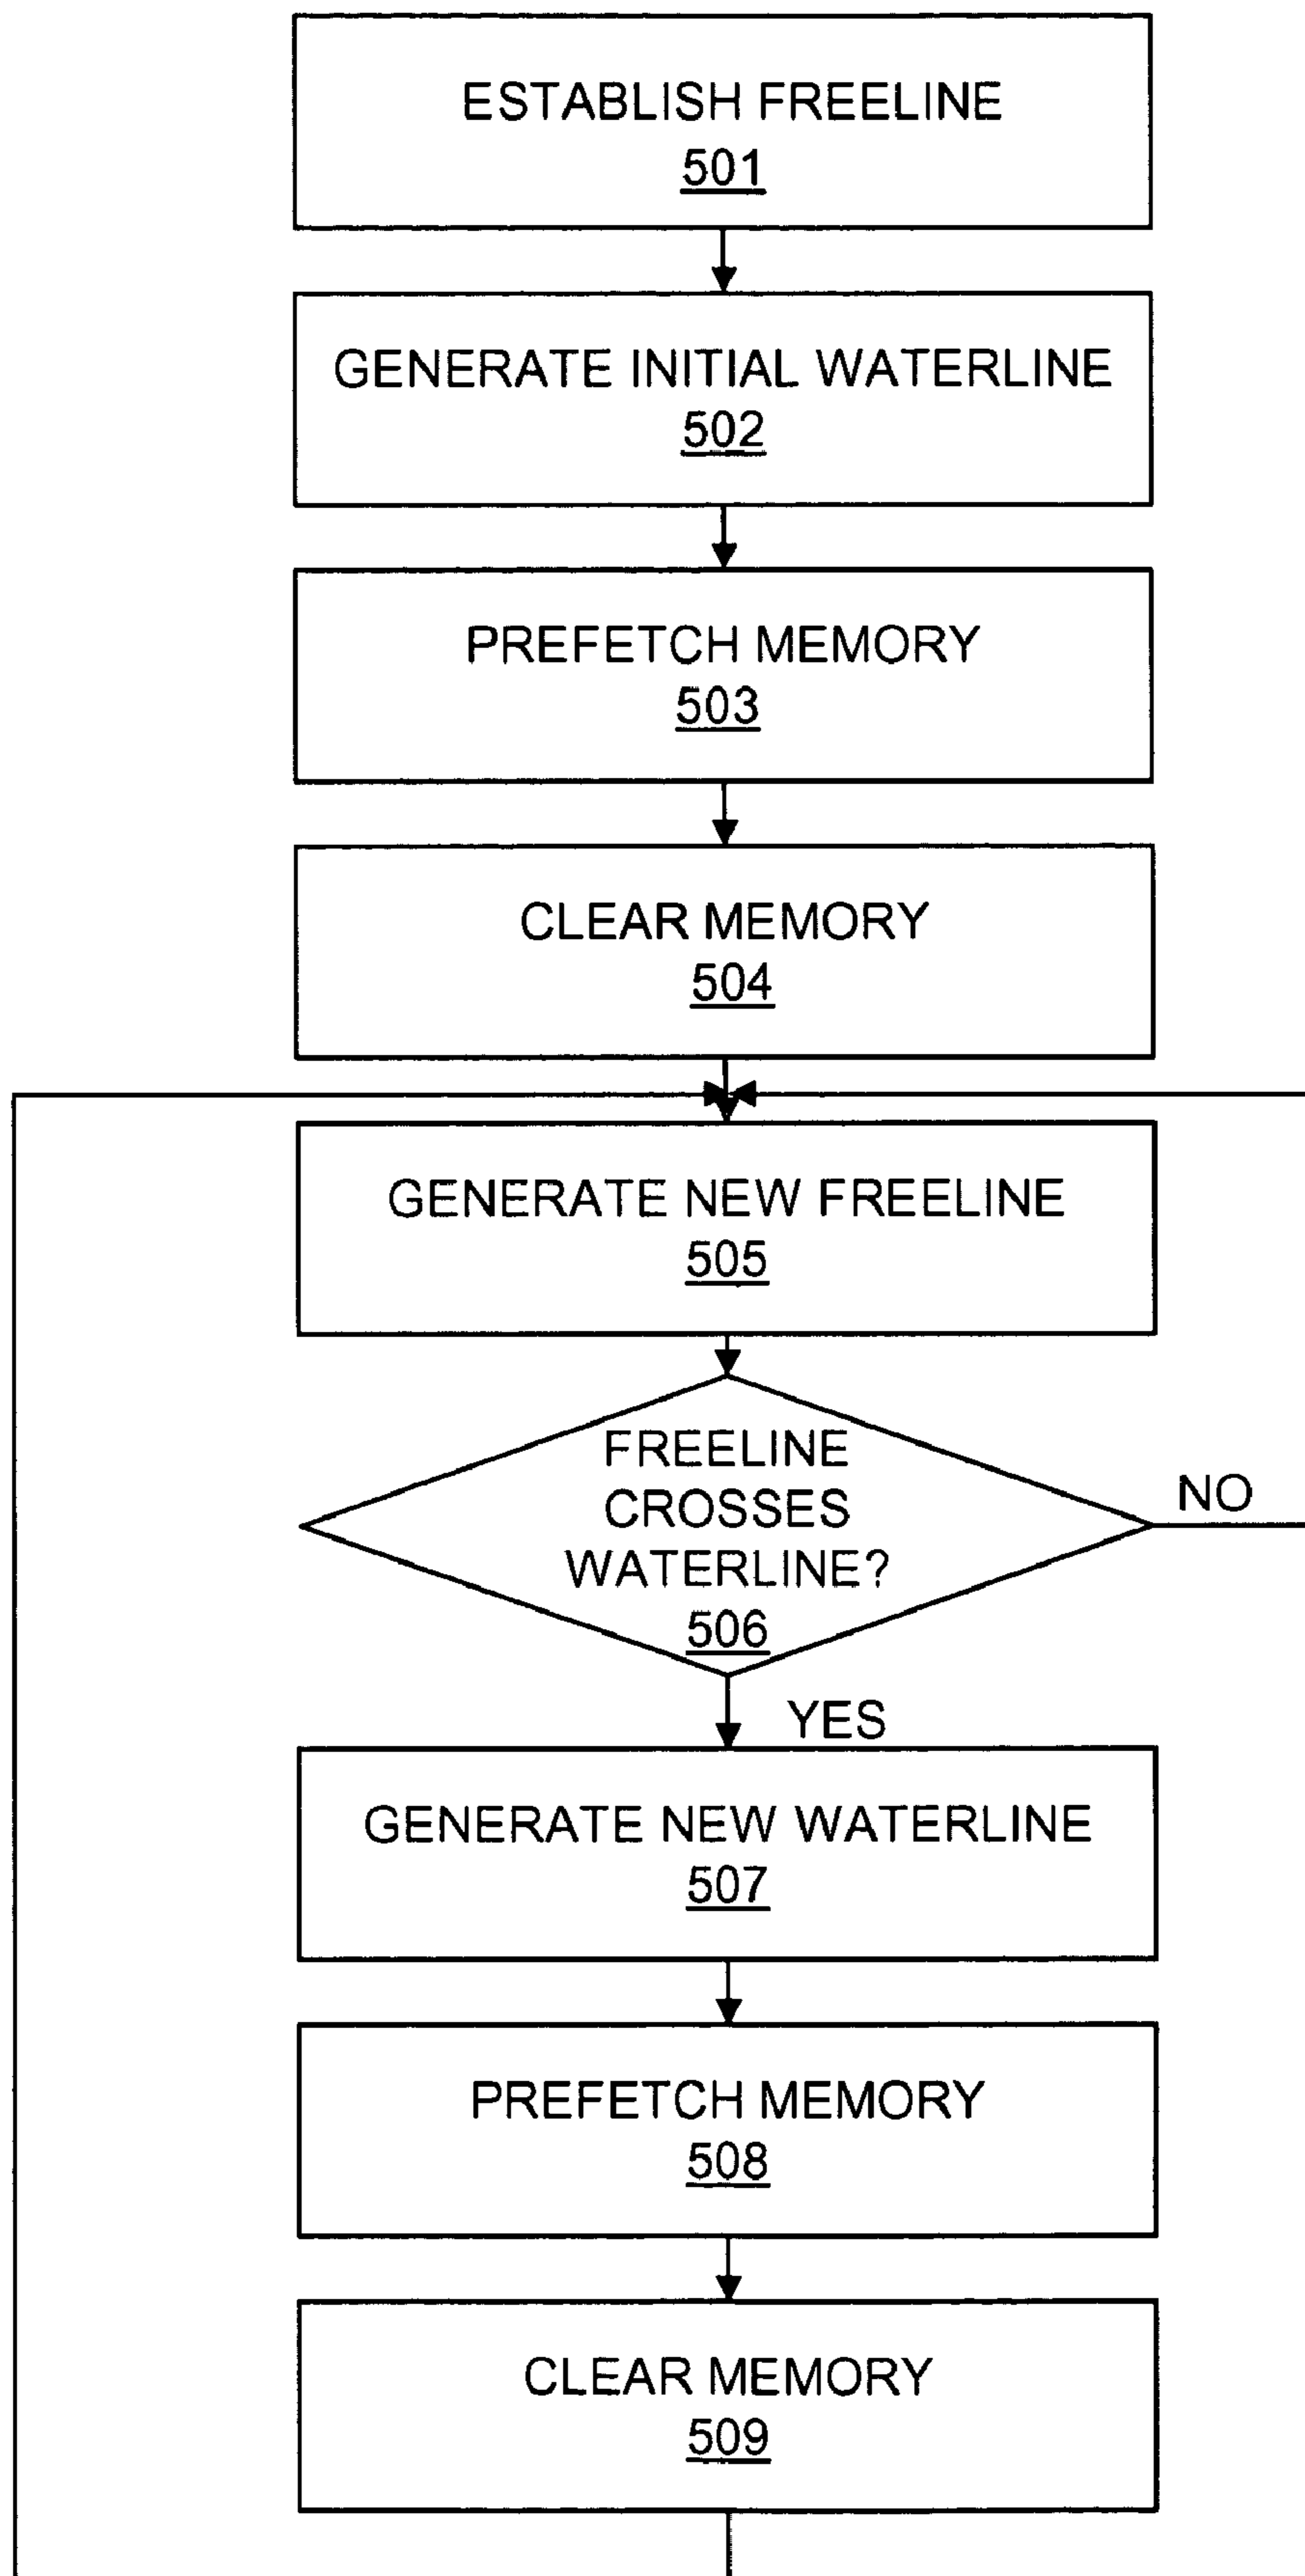 ESTABLISH FREELINE
501
GENERATE INITIAL WATERLINE
502
PREFETCH MEMORY
503
CLEAR MEMORY
504
GENERATE NEW FREELINE
505
FREELINE
CROSSES
WATERLINE?
506
NO
YES
GENERATE NEW WATERLINE
507
PREFETCH MEMORY
508
CLEAR MEMORY
509